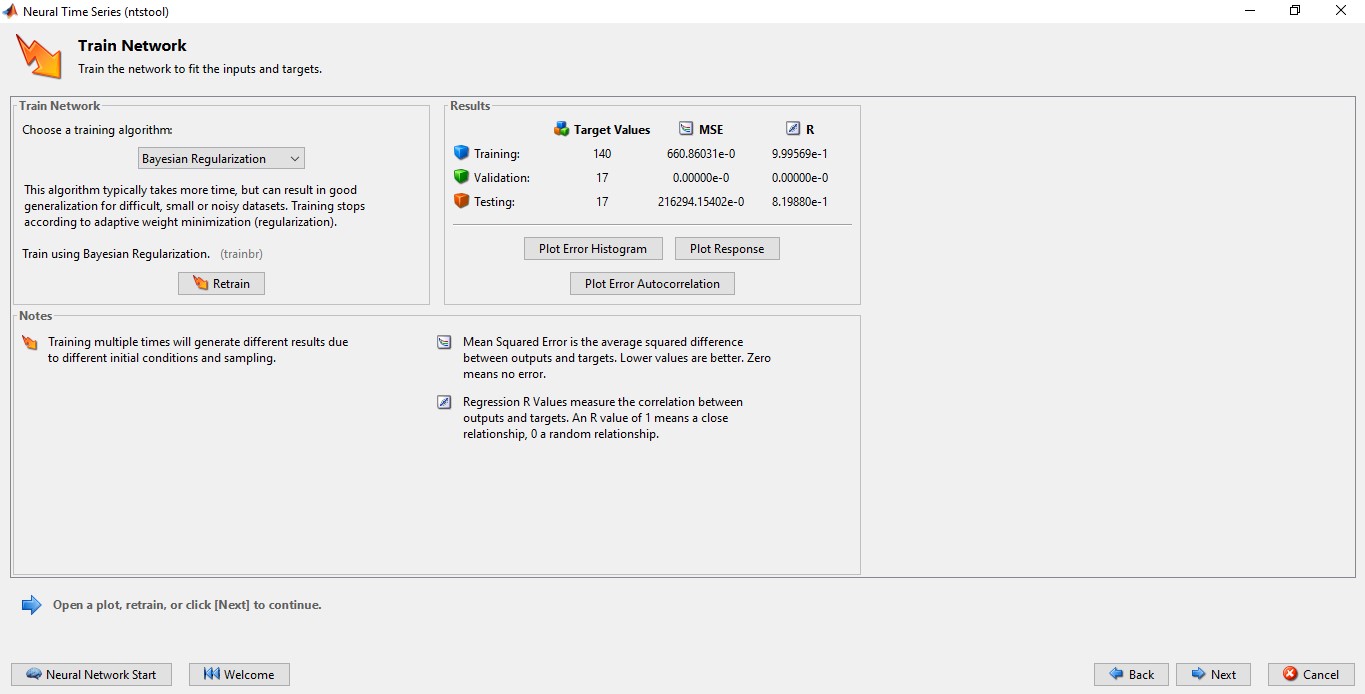 Neural Time Series (ntstool)
Train Network
Train the network to fit the inputs and targets.
Train Network
Choose a training algorithm:
Bayesian Regularization
This algorithm typically takes more time, but can result in good
generalization for difficult, small or noisy datasets. Training stops
according to adaptive weight minimization (regularization).
Train using Bayesian Regularization. (trainbr)
Retrain
Results
Target Values MSE R
Training: 140 660.86031e-0 9.99569e-1
Validation: 17 0.00000e-0 0.00000e-0
Testing: 17 216294.15402e-0 8.19880e-1
Plot Error Histogram Plot Response
Plot Error Autocorrelation
Notes
Training multiple times will generate different results due
to different initial conditions and sampling.
Mean Squared Error is the average squared difference
between outputs and targets. Lower values are better. Zero
means no error.
Regression R Values measure the correlation between
outputs and targets. An R value of 1 means a close
relationship, 0 a random relationship.
Open a plot, retrain, or click [Next] to continue.
Neural Network Start Welcome Back Next Cancel